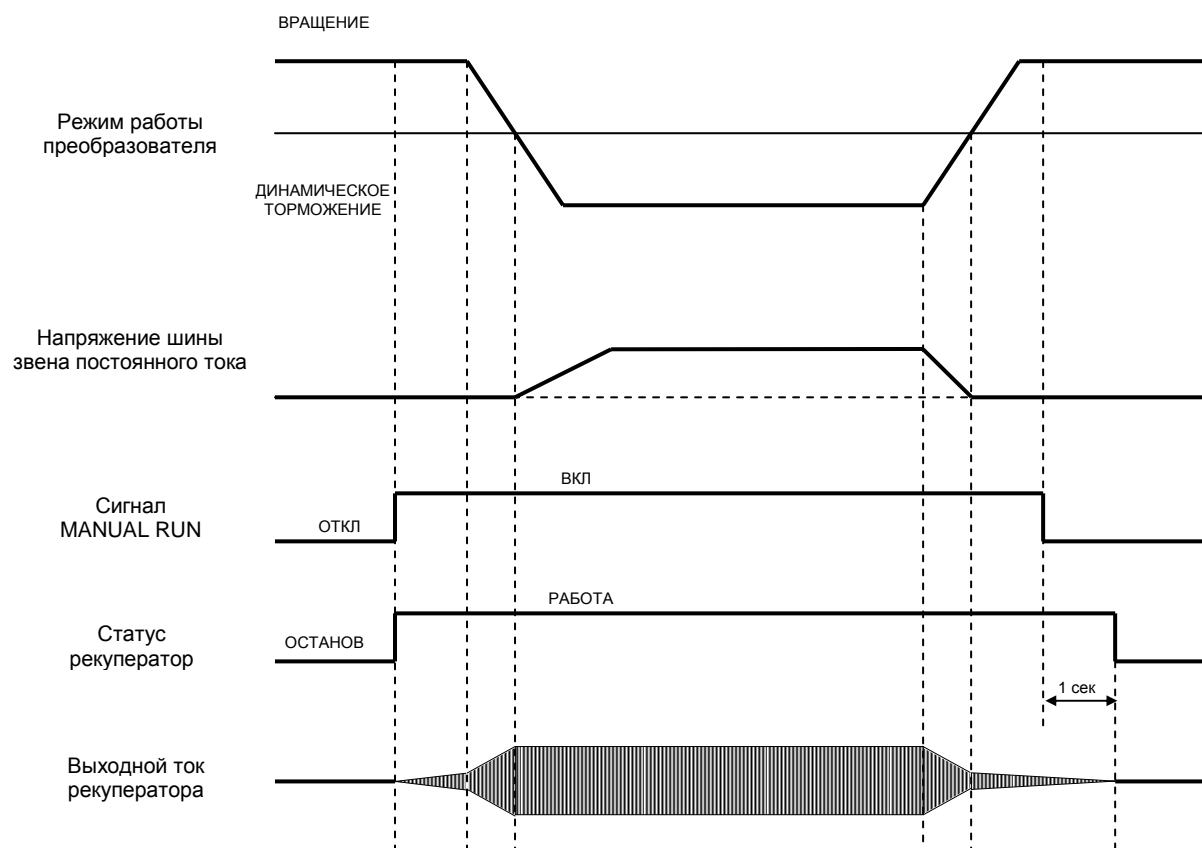 ВРАЩЕНИЕ
Режим работы
преобразователя
ДИНАМИЧЕСКОЕ
ТОРМОЖЕНИЕ
Напряжение шины
звена постоянного тока
ВКЛ
Сигнал
MANUAL RUN
ОТКЛ
РАБОТА
Статус
рекуператор
ОСТАНОВ
1 сек
Выходной ток
рекуператора